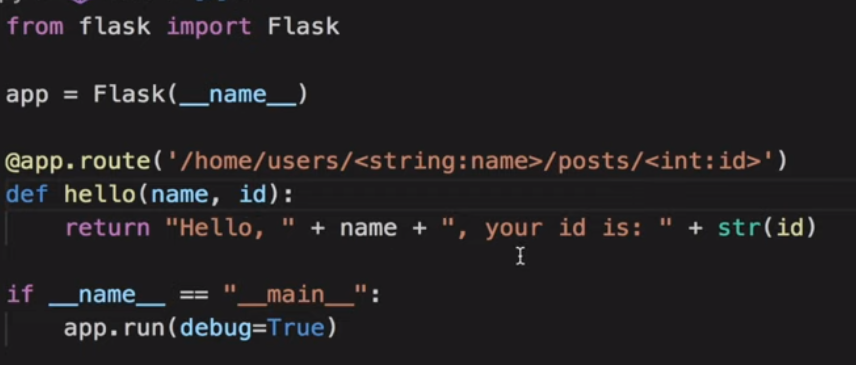 from flask import Flask
app = Flask(__name__)
@app.route('/home/users/<string:name>/posts/<int:id>')
def hello(name, id):
    return "Hello, " + name + ", your id is: " + str(id)
if __name__ == "__main__":
    app.run(debug=True)